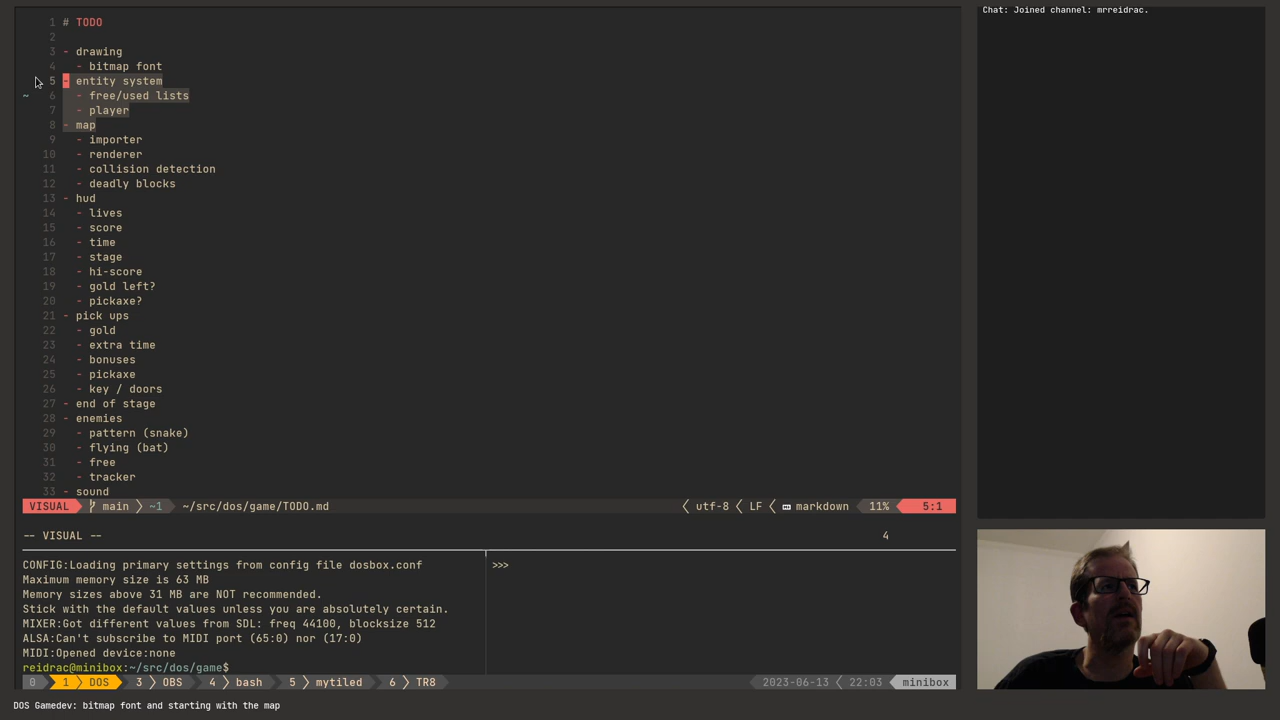 1 # TODO
2
3 - drawing
4 - bitmap font
5 - entity system
~ 6 - free/used lists
7 - player
8 - map
9 - importer
10 - renderer
11 - collision detection
12 - deadly blocks
13 - hud
14 - lives
15 - score
16 - time
17 - stage
18 - hi-score
19 - gold left?
20 - pickaxe?
21 - pick ups
22 - gold
23 - extra time
24 - bonuses
25 - pickaxe
26 - key / doors
27 - end of stage
28 - enemies
29 - pattern (snake)
30 - flying (bat)
31 - free
32 - tracker
33 - sound
VISUAL main ~1 ~/src/dos/game/TODO.md utf-8 LF markdown 11% 5:1
-- VISUAL -- 4
CONFIG:Loading primary settings from config file dosbox.conf
Maximum memory size is 63 MB
Memory sizes above 31 MB are NOT recommended.
Stick with the default values unless you are absolutely certain.
MIXER:Got different values from SDL: freq 44100, blocksize 512
ALSA:Can't subscribe to MIDI port (65:0) nor (17:0)
MIDI:Opened device:none
reidrac@minibox:~/src/dos/game$
>>>
0 1 DOS 3 OBS 4 bash 5 mytiled 6 TR8 2023-06-13 22:03 minibox
DOS Gamedev: bitmap font and starting with the map
Chat: Joined channel: mrreidrac.